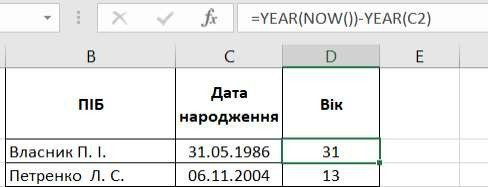 fx =YEAR(NOW())-YEAR(C2)
B C D E
ПІБ Дата народження Вік
Власник П. І. 31.05.1986 31
Петренко Л. С. 06.11.2004 13